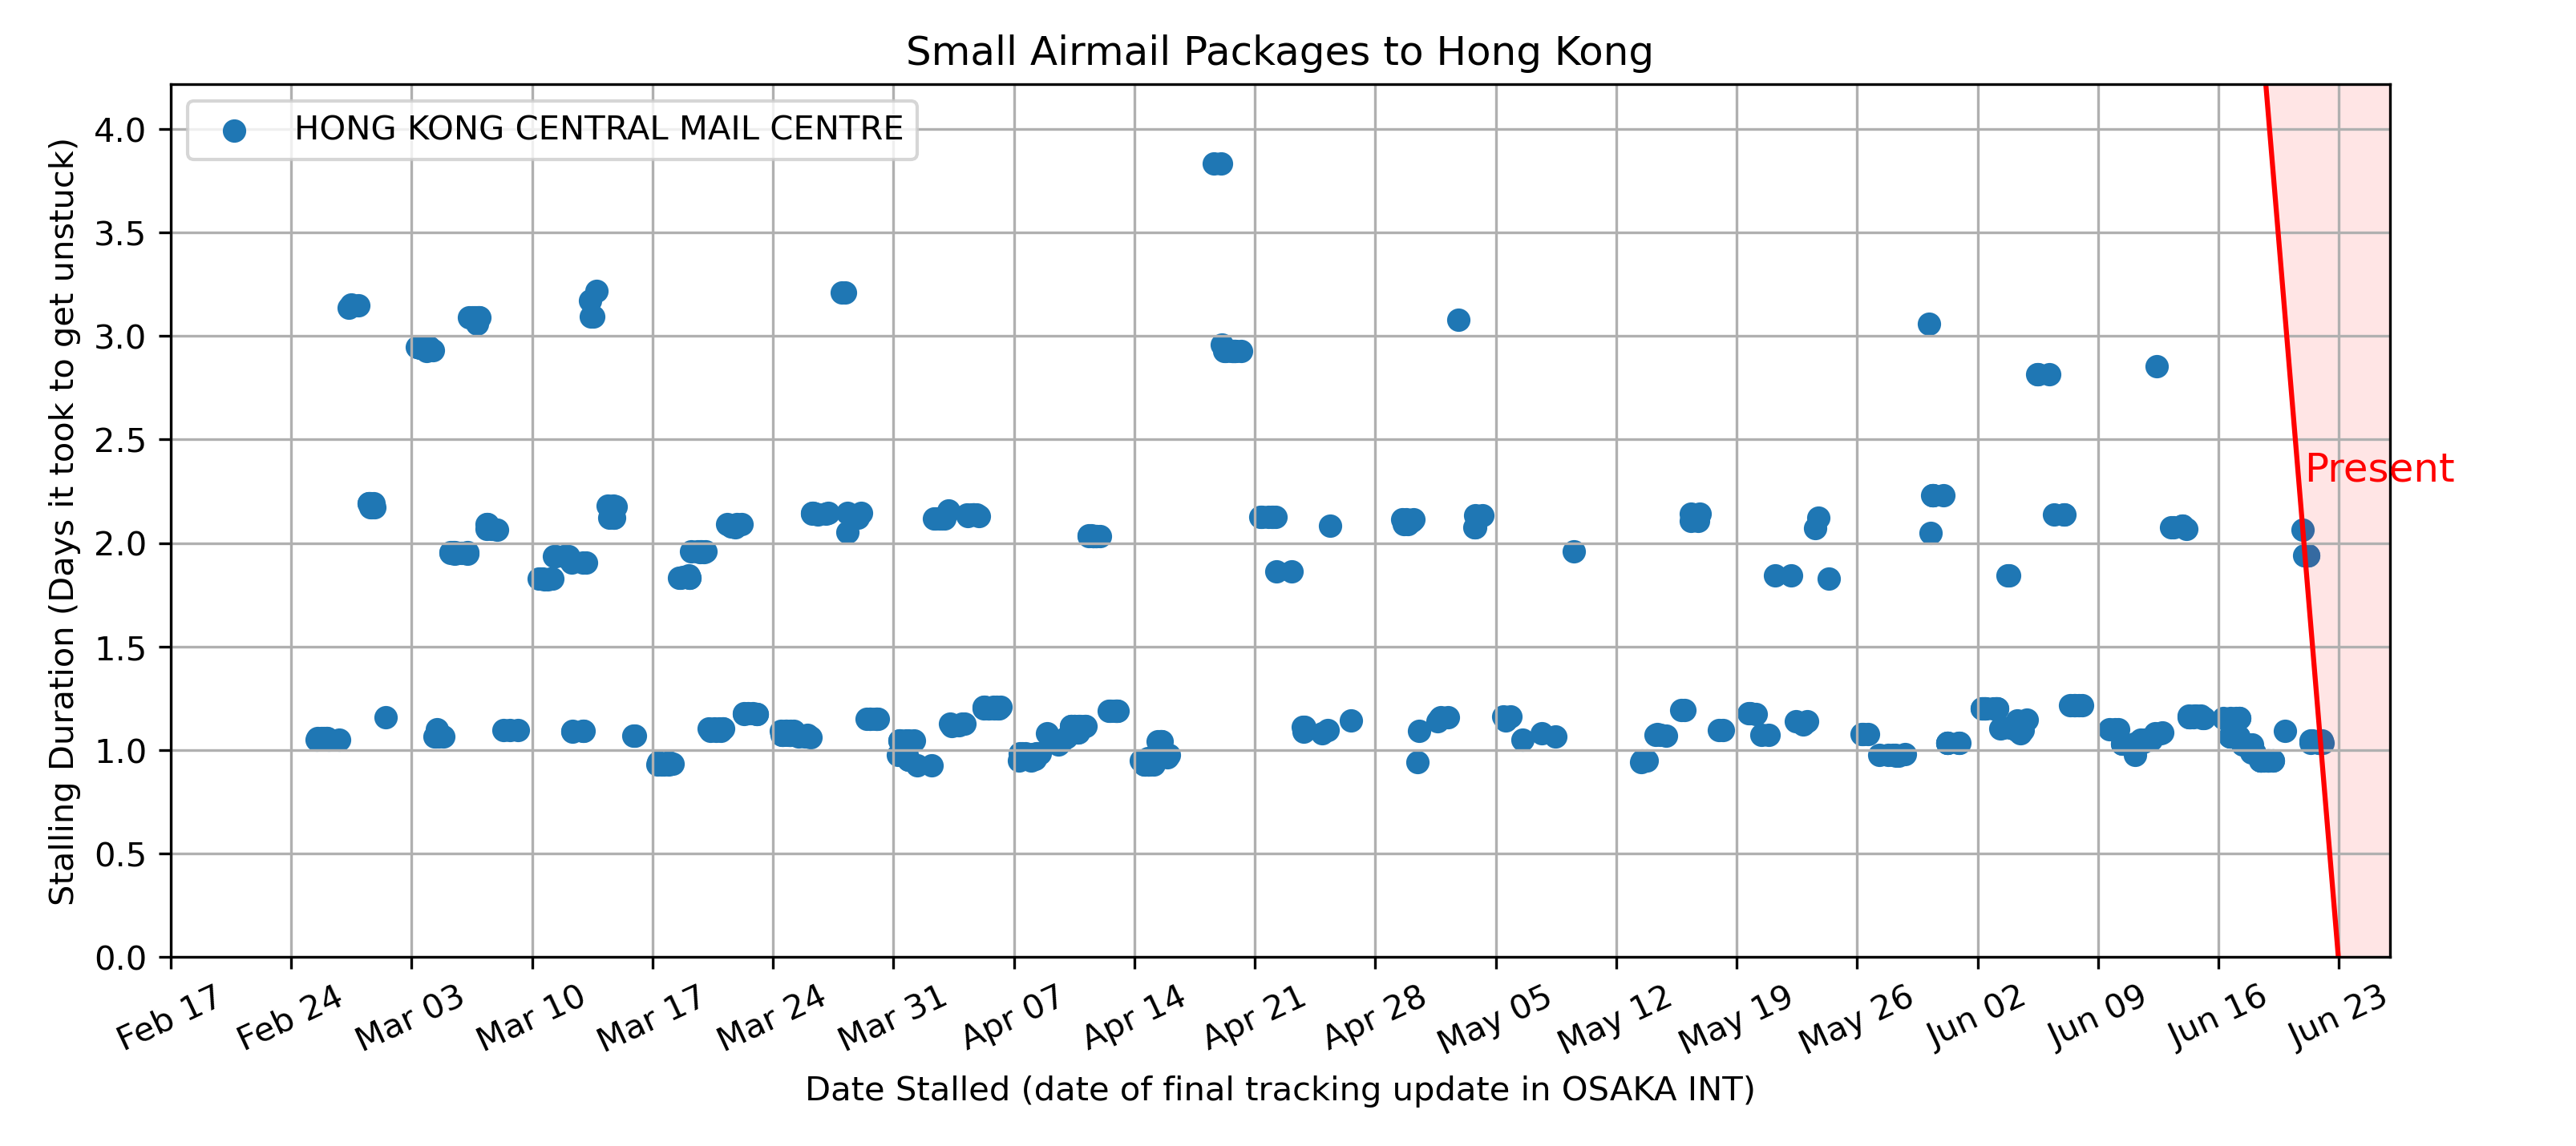 Small Airmail Packages to Hong Kong
HONG KONG CENTRAL MAIL CENTRE
Stalling Duration (Days it took to get unstuck)
4.0
3.5
3.0
2.5
2.0
1.5
1.0
0.5
0.0
Present
Feb 17
Feb 24
Mar 03
Mar 10
Mar 17
Mar 24
Mar 31
Apr 07
Apr 14
Apr 21
Apr 28
May 05
May 12
May 19
May 26
Jun 02
Jun 09
Jun 16
Jun 23
Date Stalled (date of final tracking update in OSAKA INT)